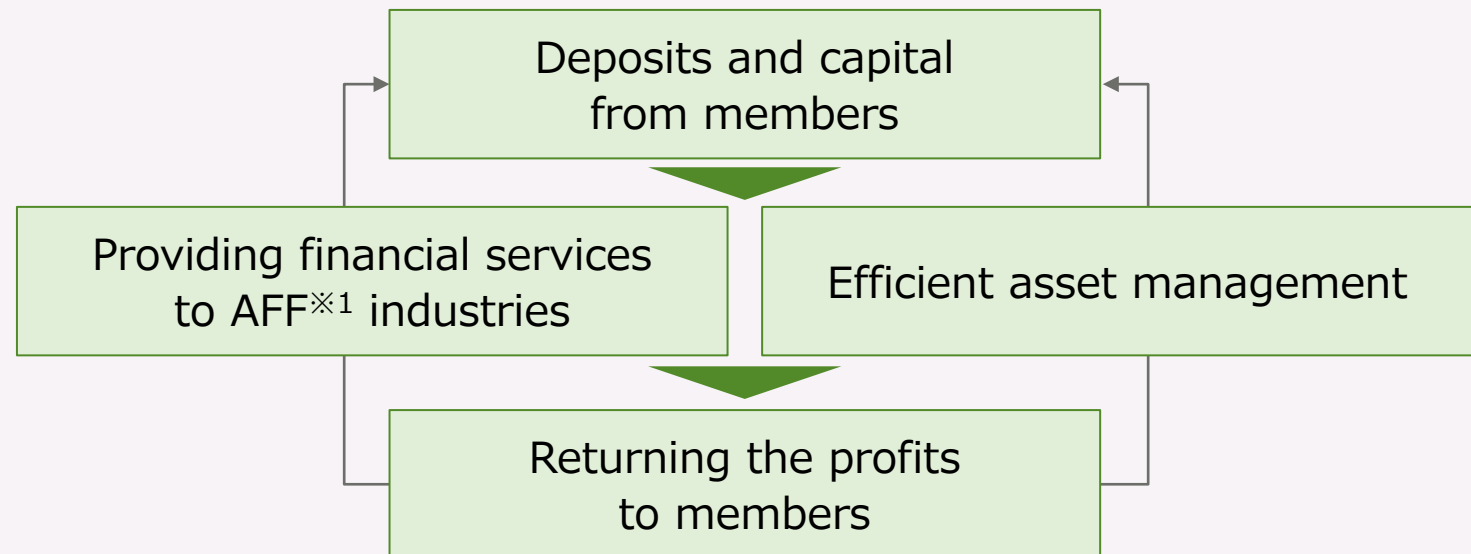 Deposits and capital
from members
Providing financial services
to AFF※1 industries
Efficient asset management
Returning the profits
to members